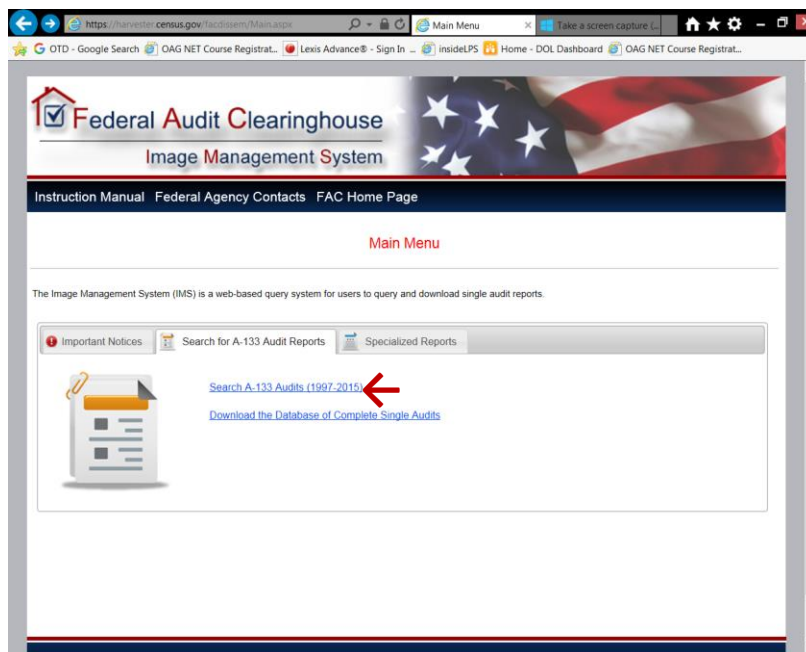 https://harvester.census.gov/facdissem/Main.aspx
Main Menu
Take a screen capture (...
OTD - Google Search
OAG NET Course Registrat...
Lexis Advance® - Sign In ...
insideLPS
Home - DOL Dashboard
OAG NET Course Registrat...
Federal Audit Clearinghouse
Image Management System
Instruction Manual Federal Agency Contacts FAC Home Page
Main Menu
The Image Management System (IMS) is a web-based query system for users to query and download single audit reports.
Important Notices
Search for A-133 Audit Reports
Specialized Reports
Search A-133 Audits (1997-2015)
Download the Database of Complete Single Audits